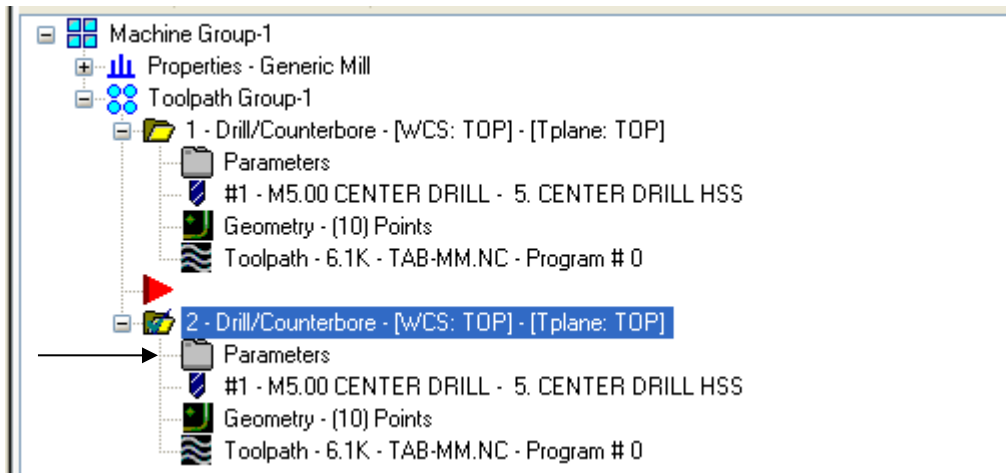 Machine Group-1
Properties - Generic Mill
Toolpath Group-1
1 - Drill/Counterbore - [WCS: TOP] - [Tplane: TOP]
Parameters
#1 - M5.00 CENTER DRILL - 5. CENTER DRILL HSS
Geometry - (10) Points
Toolpath - 6.1K - TAB-MM.NC - Program # 0
2 - Drill/Counterbore - [WCS: TOP] - [Tplane: TOP]
Parameters
#1 - M5.00 CENTER DRILL - 5. CENTER DRILL HSS
Geometry - (10) Points
Toolpath - 6.1K - TAB-MM.NC - Program # 0